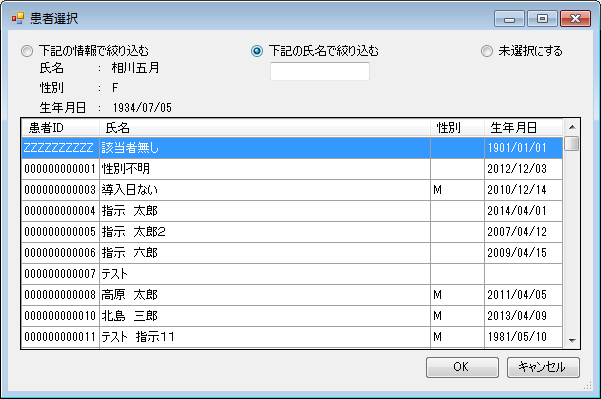 患者選択
下記の情報で絞り込む 下記の氏名で絞り込む 未選択にする
氏名 : 相川五月
性別 : F
生年月日 : 1934/07/05
患者ID 氏名 性別 生年月日
ZZZZZZZZZZ 該当者無し 1901/01/01
000000000001 性別不明 2012/12/03
000000000003 導入日ない M 2010/12/14
000000000004 指示 太郎 2014/04/01
000000000005 指示 太郎2 2007/04/12
000000000006 指示 六郎 2009/04/15
000000000007 テスト
000000000008 高原 太郎 M 2011/04/05
000000000010 北島 三郎 M 2013/04/09
000000000011 テスト 指示11 M 1981/05/10
OK キャンセル